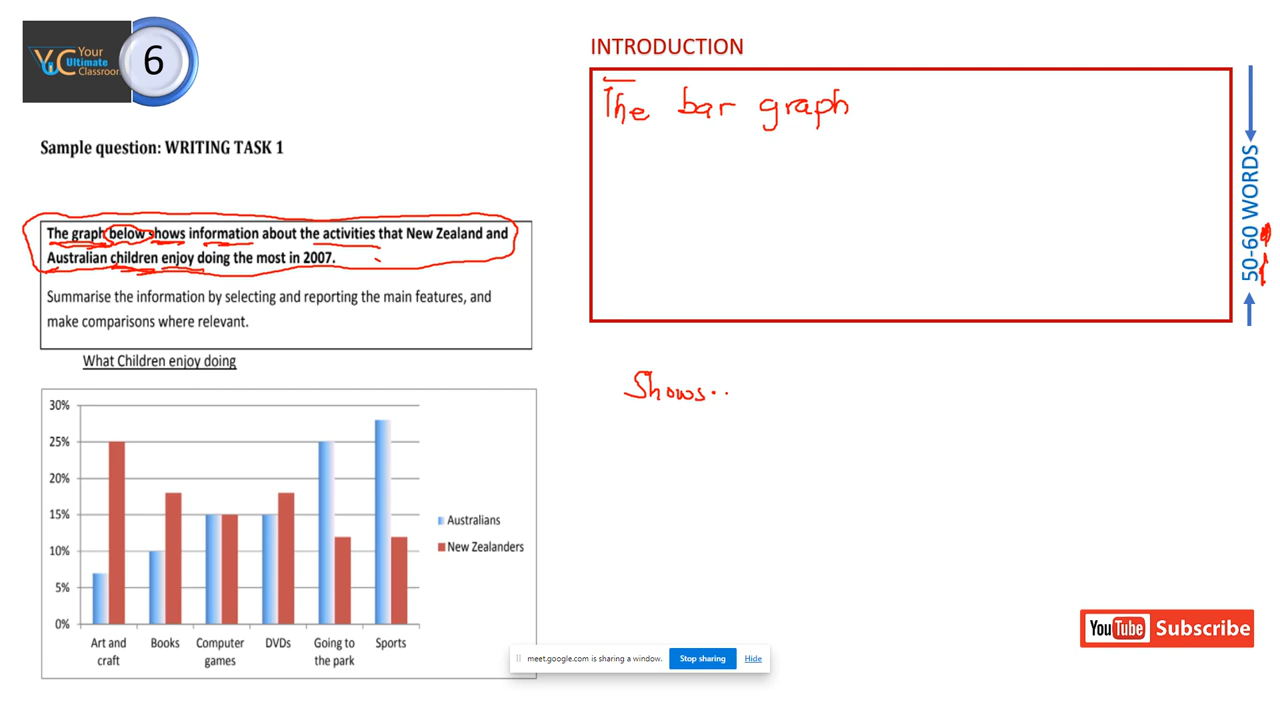 Your
Ultimate
Classroom
YUC
6
Sample question: WRITING TASK 1
The graph below shows information about the activities that New Zealand and
Australian children enjoy doing the most in 2007.
Summarise the information by selecting and reporting the main features, and
make comparisons where relevant.
What Children enjoy doing
30%
25%
20%
15%
10%
5%
0%
Art and
craft
Books
Computer
games
DVDs
Going to
the park
Sports
Australians
New Zealanders
INTRODUCTION
The bar graph
50-60 WORDS
Shows..
meet.google.com is sharing a window.
Stop sharing
Hide
YouTube Subscribe